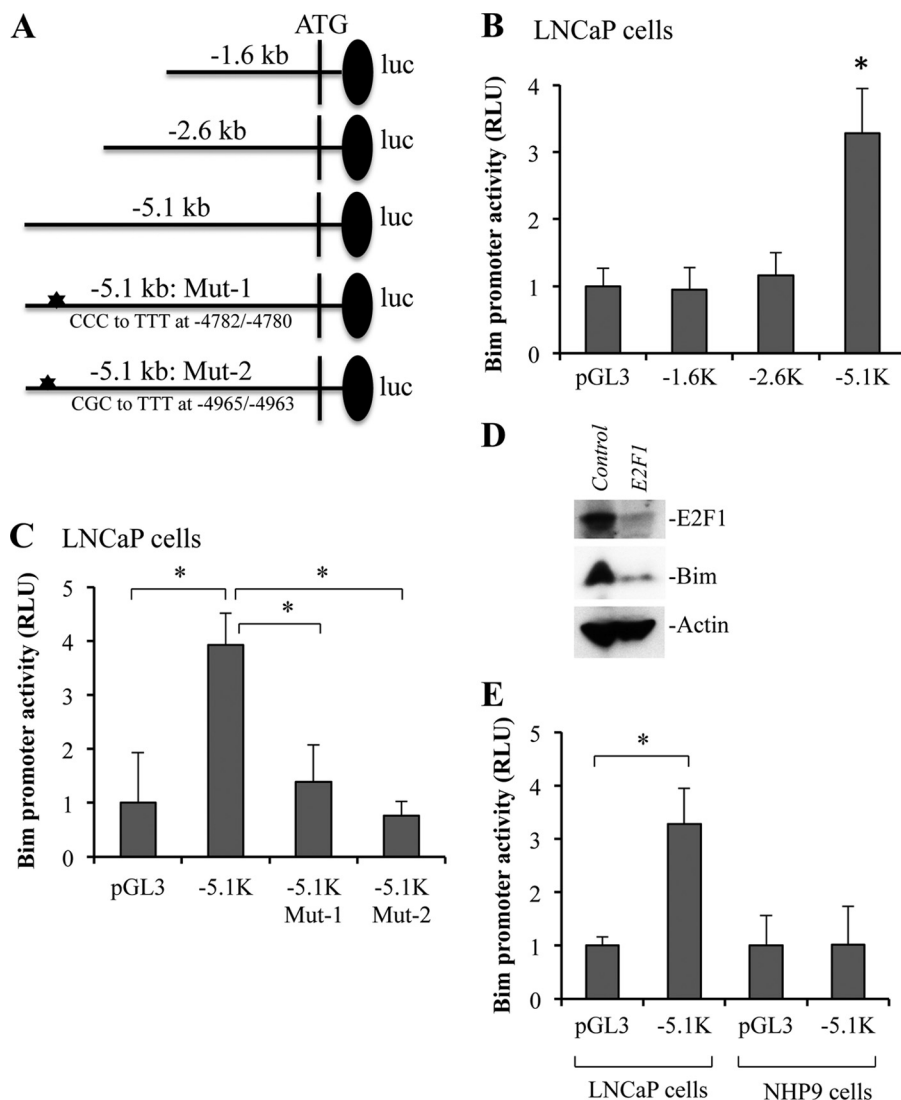 A
ATG
-1.6 kb
luc
-2.6 kb
luc
-5.1 kb
luc
-5.1 kb: Mut-1
luc
CCC to TTT at -4782/-4780
-5.1 kb: Mut-2
luc
CGC to TTT at -4965/-4963
B
LNCaP cells
Bim promoter activity (RLU)
4
3
2
1
0
*
pGL3 -1.6K -2.6K -5.1K
C
LNCaP cells
Bim promoter activity (RLU)
5
4
3
2
1
0
*
*
*
pGL3 -5.1K -5.1K -5.1K
Mut-1 Mut-2
D
Control
E2F1
-E2F1
-Bim
-Actin
E
Bim promoter activity (RLU)
5
4
3
2
1
0
*
pGL3 -5.1K pGL3 -5.1K
LNCaP cells NHP9 cells